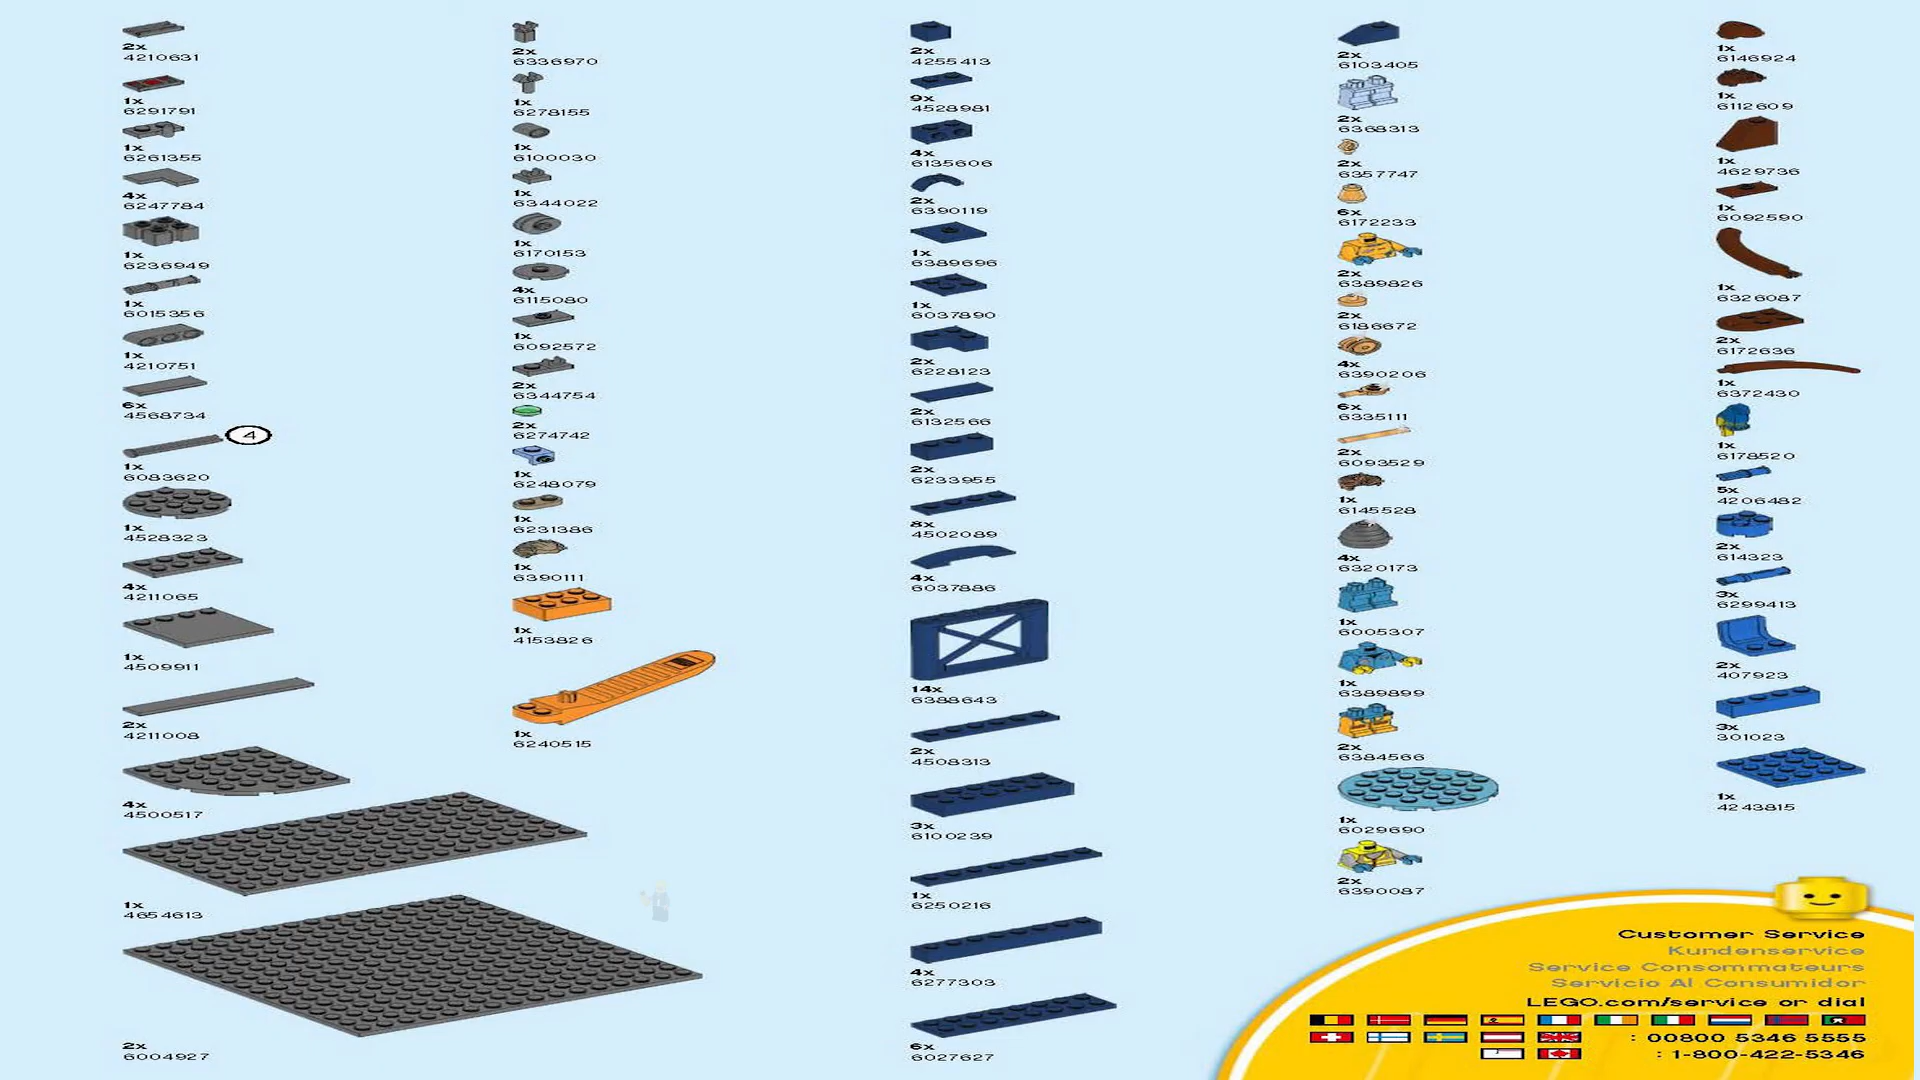 2x
4210631
1x
6291791
1x
6261355
4x
6247784
1x
6236949
1x
6015356
1x
4210751
6x
4568734
4
1x
6083620
1x
4528323
4x
4211065
1x
4509911
2x
4211008
4x
4500517
1x
4654613
2x
6004927
2x
6336970
1x
6278155
1x
6100030
1x
6344022
1x
6170153
4x
6115080
1x
6092572
2x
6344754
2x
6274742
1x
6248079
1x
6231386
1x
6390111
1x
4153826
1x
6240515
2x
4255413
9x
4528981
4x
6135606
2x
6390119
1x
6389696
1x
6037890
2x
6228123
2x
6132566
2x
6233955
8x
4502089
4x
6037886
14x
6388643
2x
4508313
3x
6100239
1x
6250216
4x
6277303
6x
6027627
2x
6103405
2x
6368313
2x
6357747
6x
6172233
2x
6389826
2x
6186672
4x
6390206
6x
6335111
2x
6093529
1x
6145528
4x
6320173
1x
6005307
1x
6389899
2x
6384566
1x
6029690
2x
6390087
1x
6146924
1x
6112609
1x
4629736
1x
6092590
1x
6326087
2x
6172636
1x
6372430
1x
6178520
5x
4206482
2x
614323
3x
6299413
2x
407923
3x
301023
1x
4243815
Customer Service
Kundenservice
Service Consommateurs
Servicio Al Consumidor
LEGO.com/service or dial
: 00800 5346 5555
: 1-800-422-5346